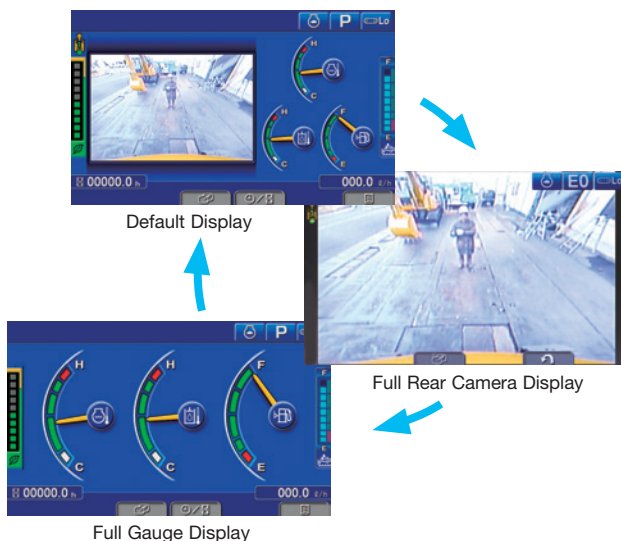 P Lo
H
C
F
H
C
E
F
E
00000.0 h
000.0 ℓ/h
Default Display
E0 Lo
Full Rear Camera Display
P
H
H
F
F
C
C
E
E
00000.0 h
000.0 ℓ/h
Full Gauge Display